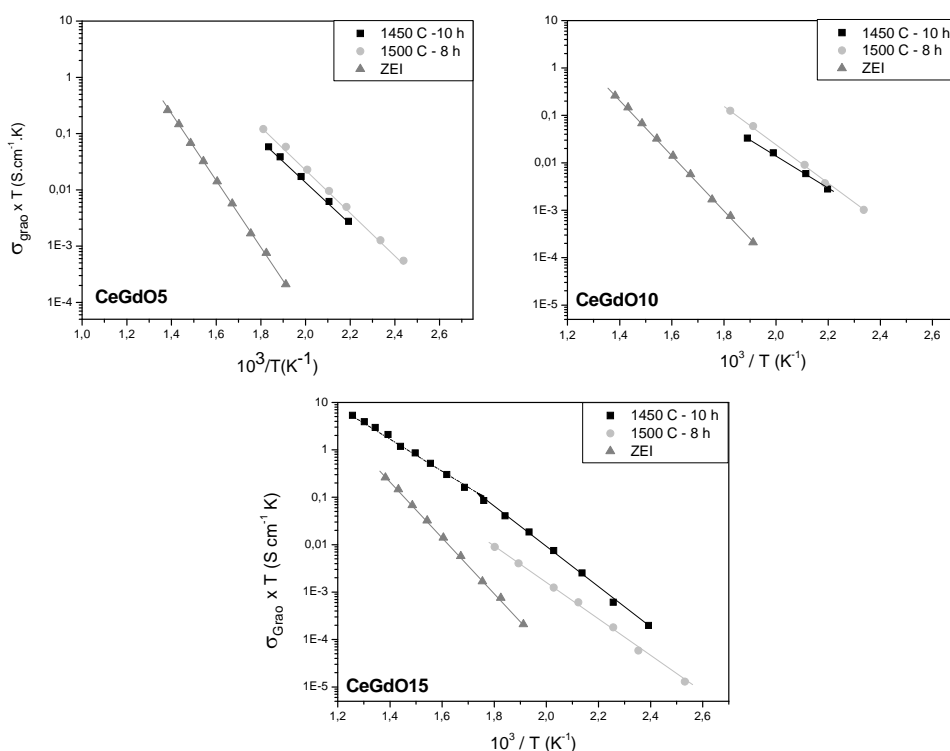 10
1
0,1
0,01
1E-3
1E-4
σgrao x T (S.cm⁻¹.K)
1450 C -10 h
1500 C - 8 h
ZEI
CeGdO5
1,0 1,2 1,4 1,6 1,8 2,0 2,2 2,4 2,6
10³/T(K⁻¹)
10
1
0,1
0,01
1E-3
1E-4
1E-5
1450 C - 10 h
1500 C - 8 h
ZEI
CeGdO10
1,2 1,4 1,6 1,8 2,0 2,2 2,4 2,6
10³ / T (K⁻¹)
10
1
0,1
0,01
1E-3
1E-4
1E-5
σGrao x T (S cm⁻¹ K)
1450 C - 10 h
1500 C - 8 h
ZEI
CeGdO15
1,2 1,4 1,6 1,8 2,0 2,2 2,4 2,6
10³ / T (K⁻¹)